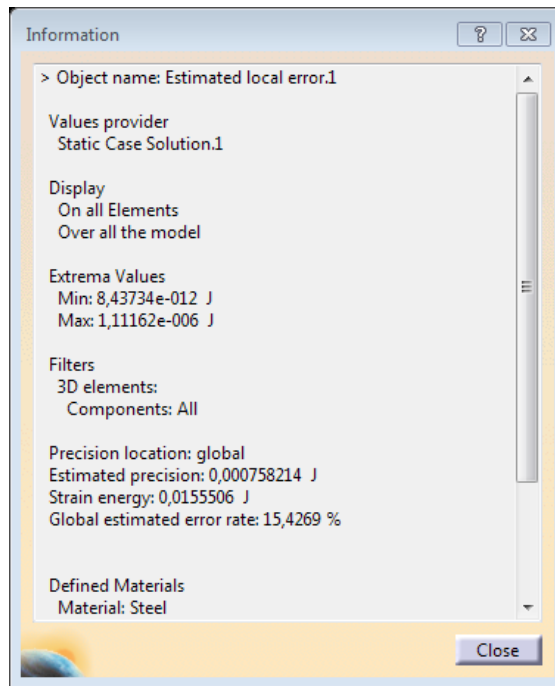 Information
> Object name: Estimated local error.1
Values provider
Static Case Solution.1
Display
On all Elements
Over all the model
Extrema Values
Min: 8,43734e-012 J
Max: 1,11162e-006 J
Filters
3D elements:
Components: All
Precision location: global
Estimated precision: 0,000758214 J
Strain energy: 0,0155506 J
Global estimated error rate: 15,4269 %
Defined Materials
Material: Steel
Close